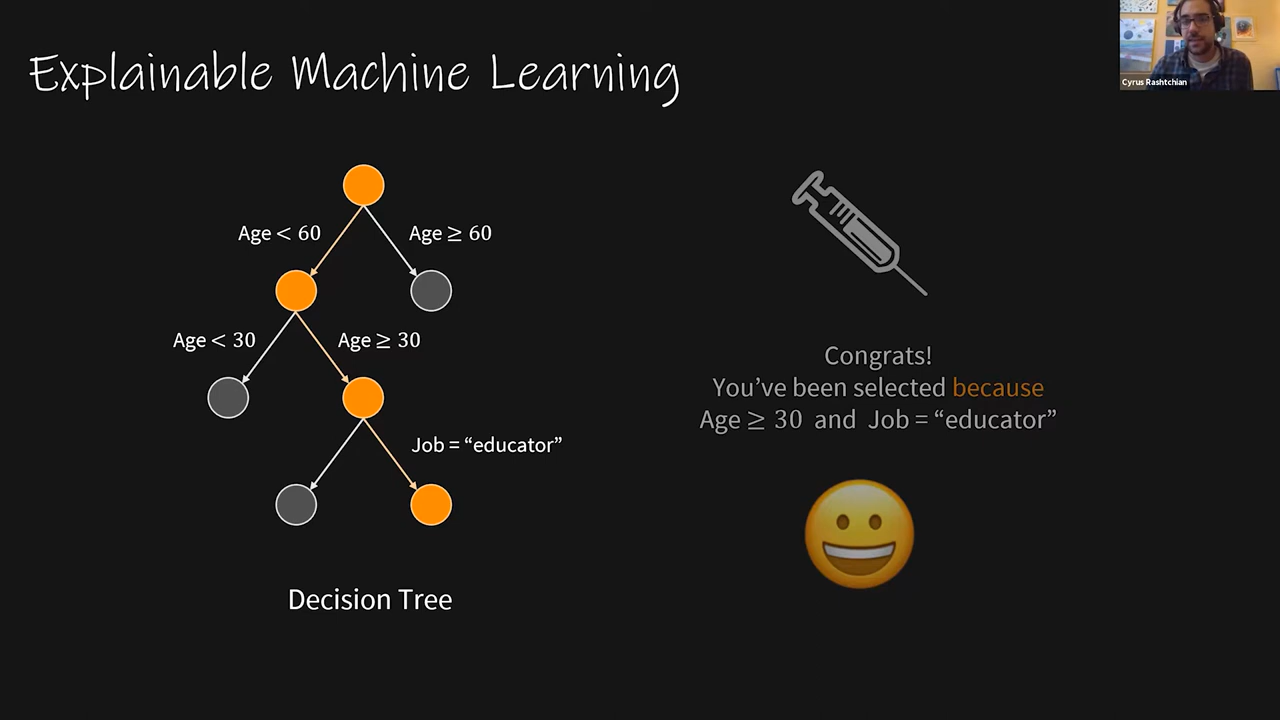 Explainable Machine Learning
Cyrus Rashtchian
Age < 60
Age ≥ 60
Age < 30
Age ≥ 30
Job = “educator”
Decision Tree
Congrats!
You’ve been selected because
Age ≥ 30 and Job = “educator”